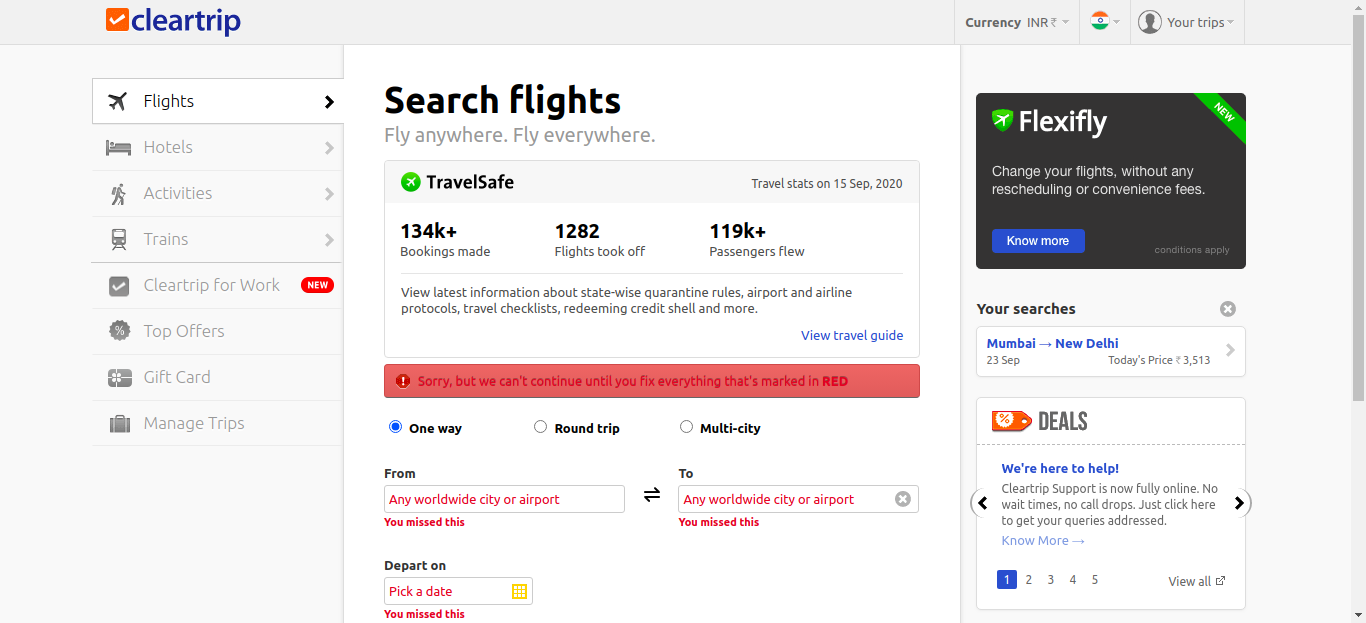 cleartrip
Currency INR ₹
Your trips
Flights
Hotels
Activities
Trains
Cleartrip for Work NEW
Top Offers
Gift Card
Manage Trips
Search flights
Fly anywhere. Fly everywhere.
TravelSafe
Travel stats on 15 Sep, 2020
134k+ 1282 119k+
Bookings made Flights took off Passengers flew
View latest information about state-wise quarantine rules, airport and airline
protocols, travel checklists, redeeming credit shell and more.
View travel guide
Sorry, but we can't continue until you fix everything that's marked in RED
One way Round trip Multi-city
From To
Any worldwide city or airport Any worldwide city or airport
You missed this You missed this
Depart on
Pick a date
You missed this
Flexifly
NEW
Change your flights, without any
rescheduling or convenience fees.
Know more
conditions apply
Your searches
Mumbai → New Delhi
23 Sep Today's Price ₹ 3,513
% DEALS
We're here to help!
Cleartrip Support is now fully online. No
wait times, no call drops. Just click here
to get your queries addressed.
Know More →
1 2 3 4 5 View all